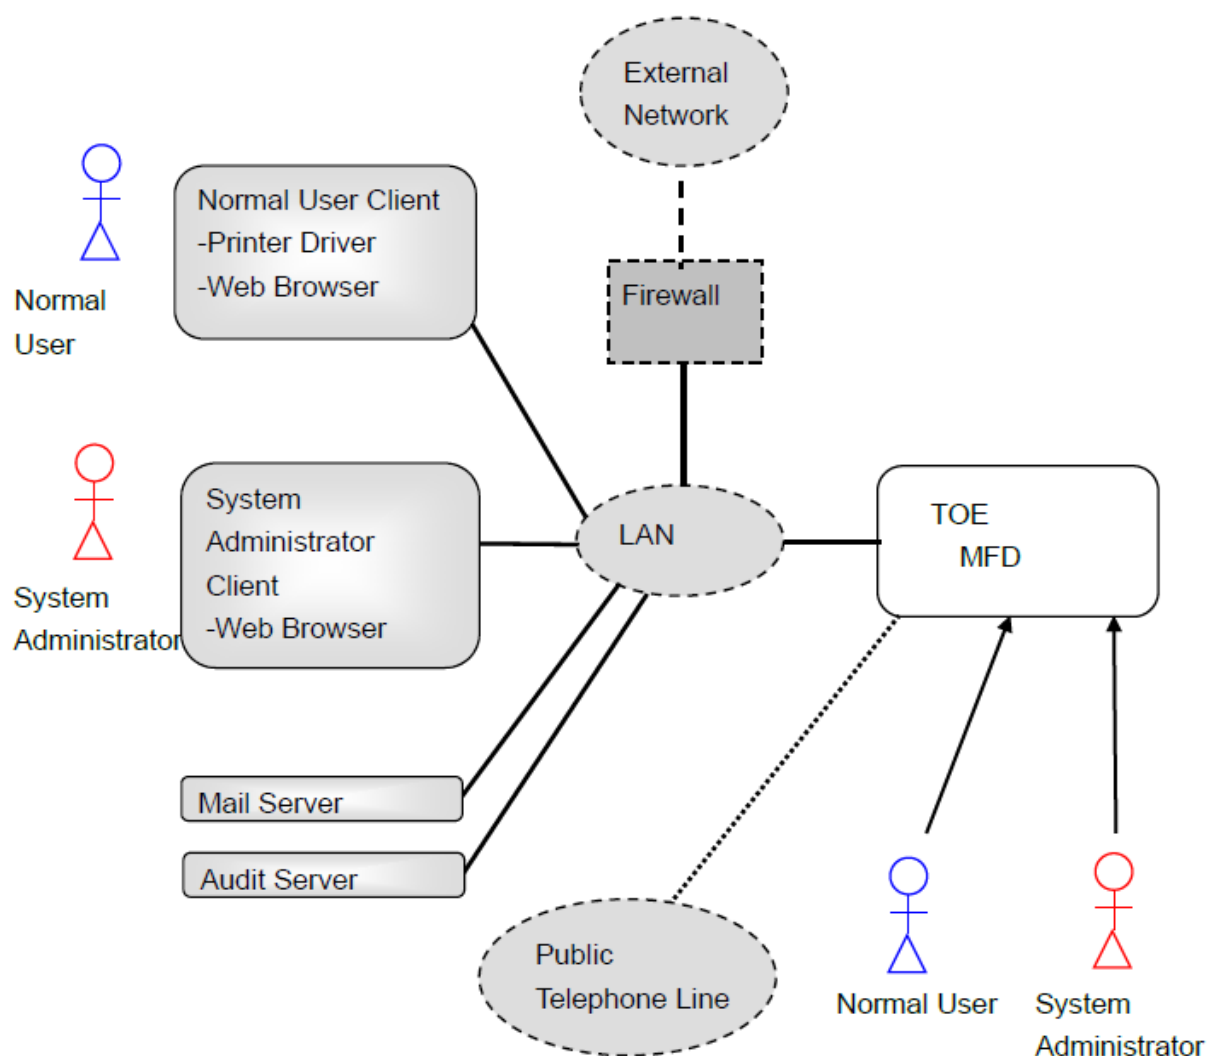 External
Network
Normal User Client
-Printer Driver
-Web Browser
Normal
User
Firewall
System
Administrator
Client
-Web Browser
System
Administrator
LAN
TOE
MFD
Mail Server
Audit Server
Public
Telephone Line
Normal User
System
Administrator